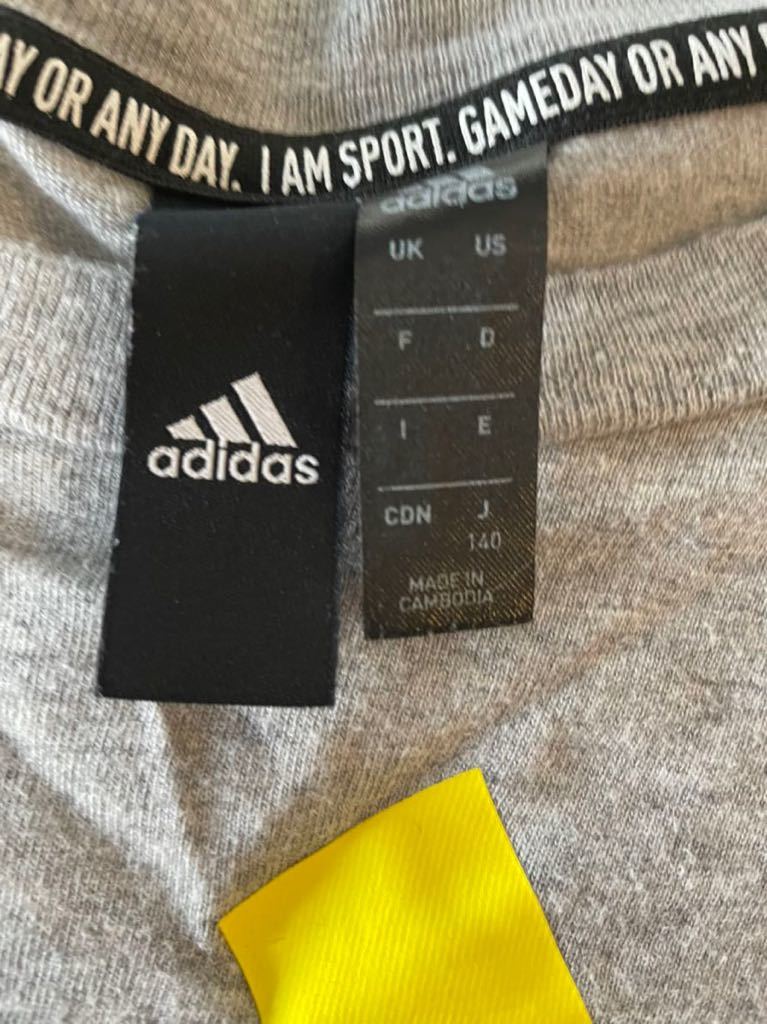 AY OR ANY DAY. I AM SPORT. GAMEDAY OR ANY
adidas
adidas
UK US
F D
I E
CDN J
140
MADE IN
CAMBODIA